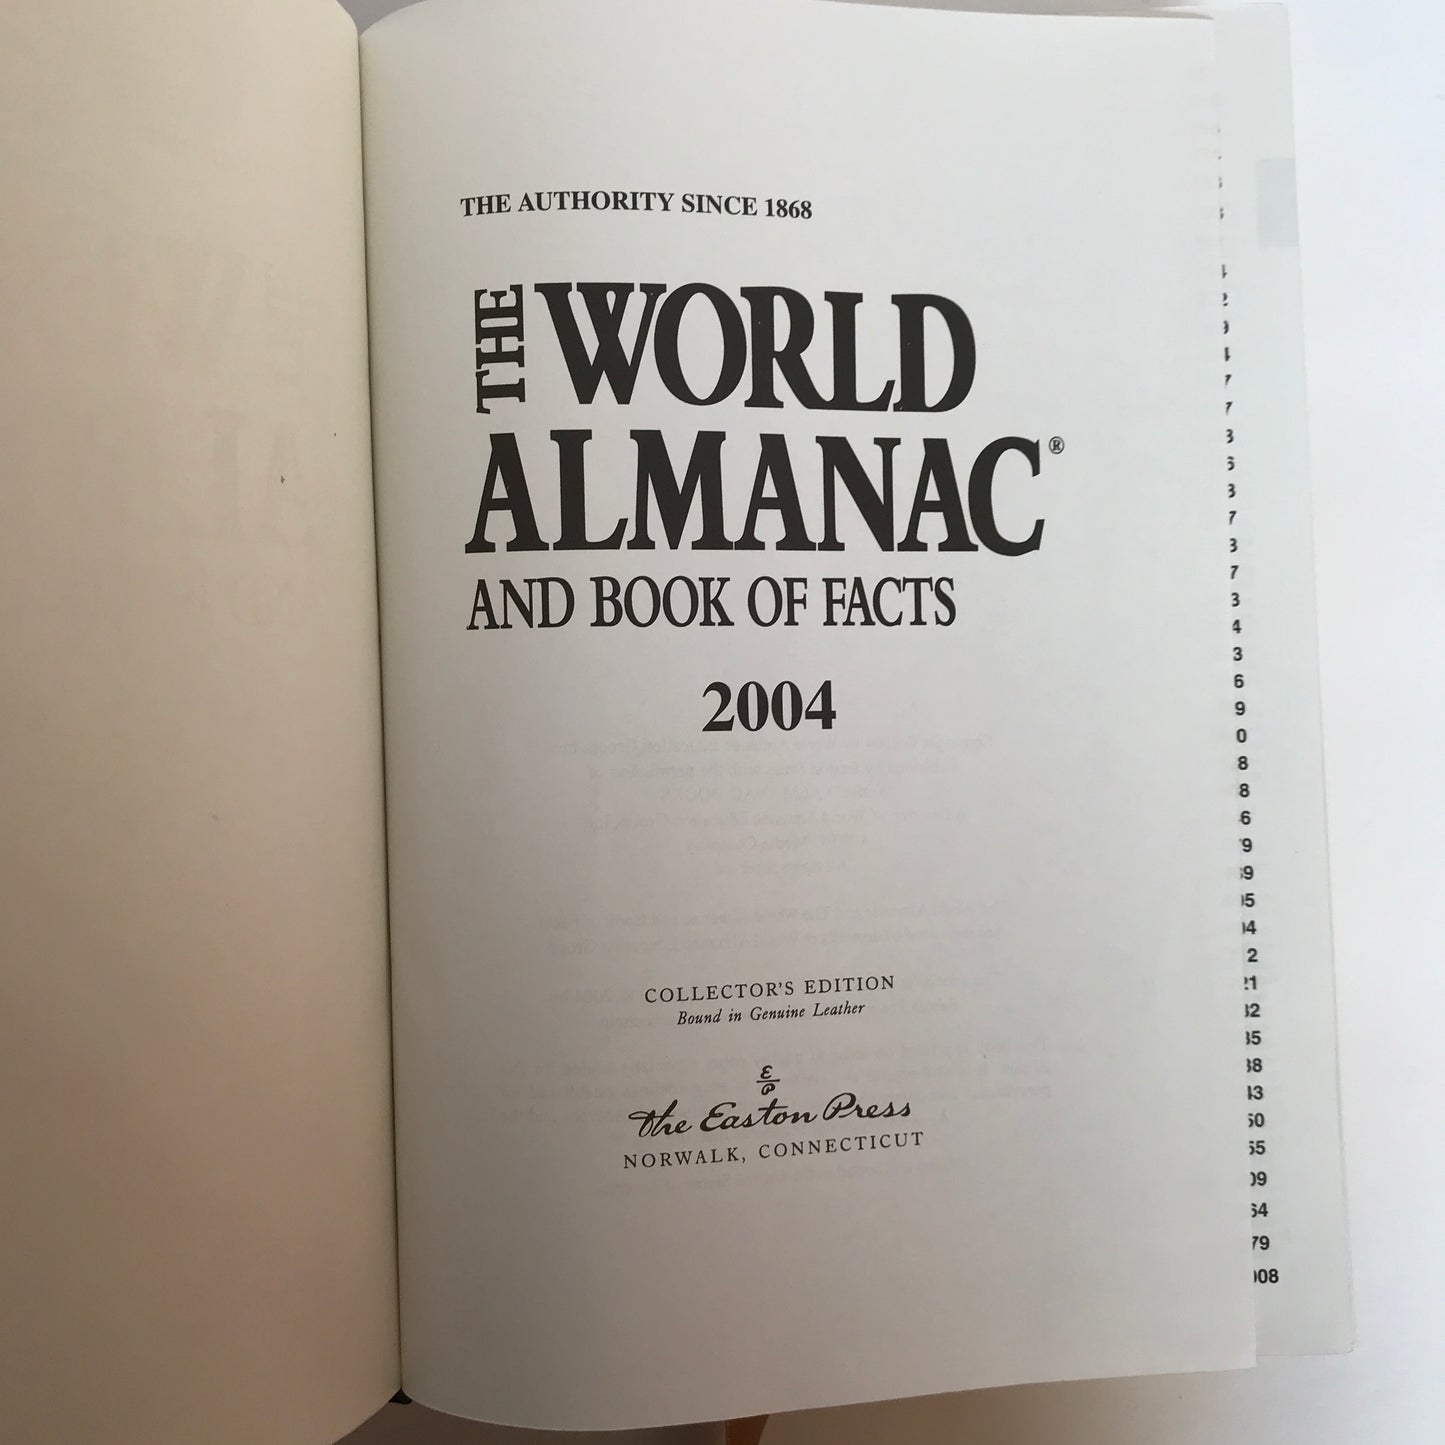 THE AUTHORITY SINCE 1868
THE WORLD
ALMANAC®
AND BOOK OF FACTS
2004
COLLECTOR'S EDITION
Bound in Genuine Leather
E
P
The Easton Press
NORWALK, CONNECTICUT